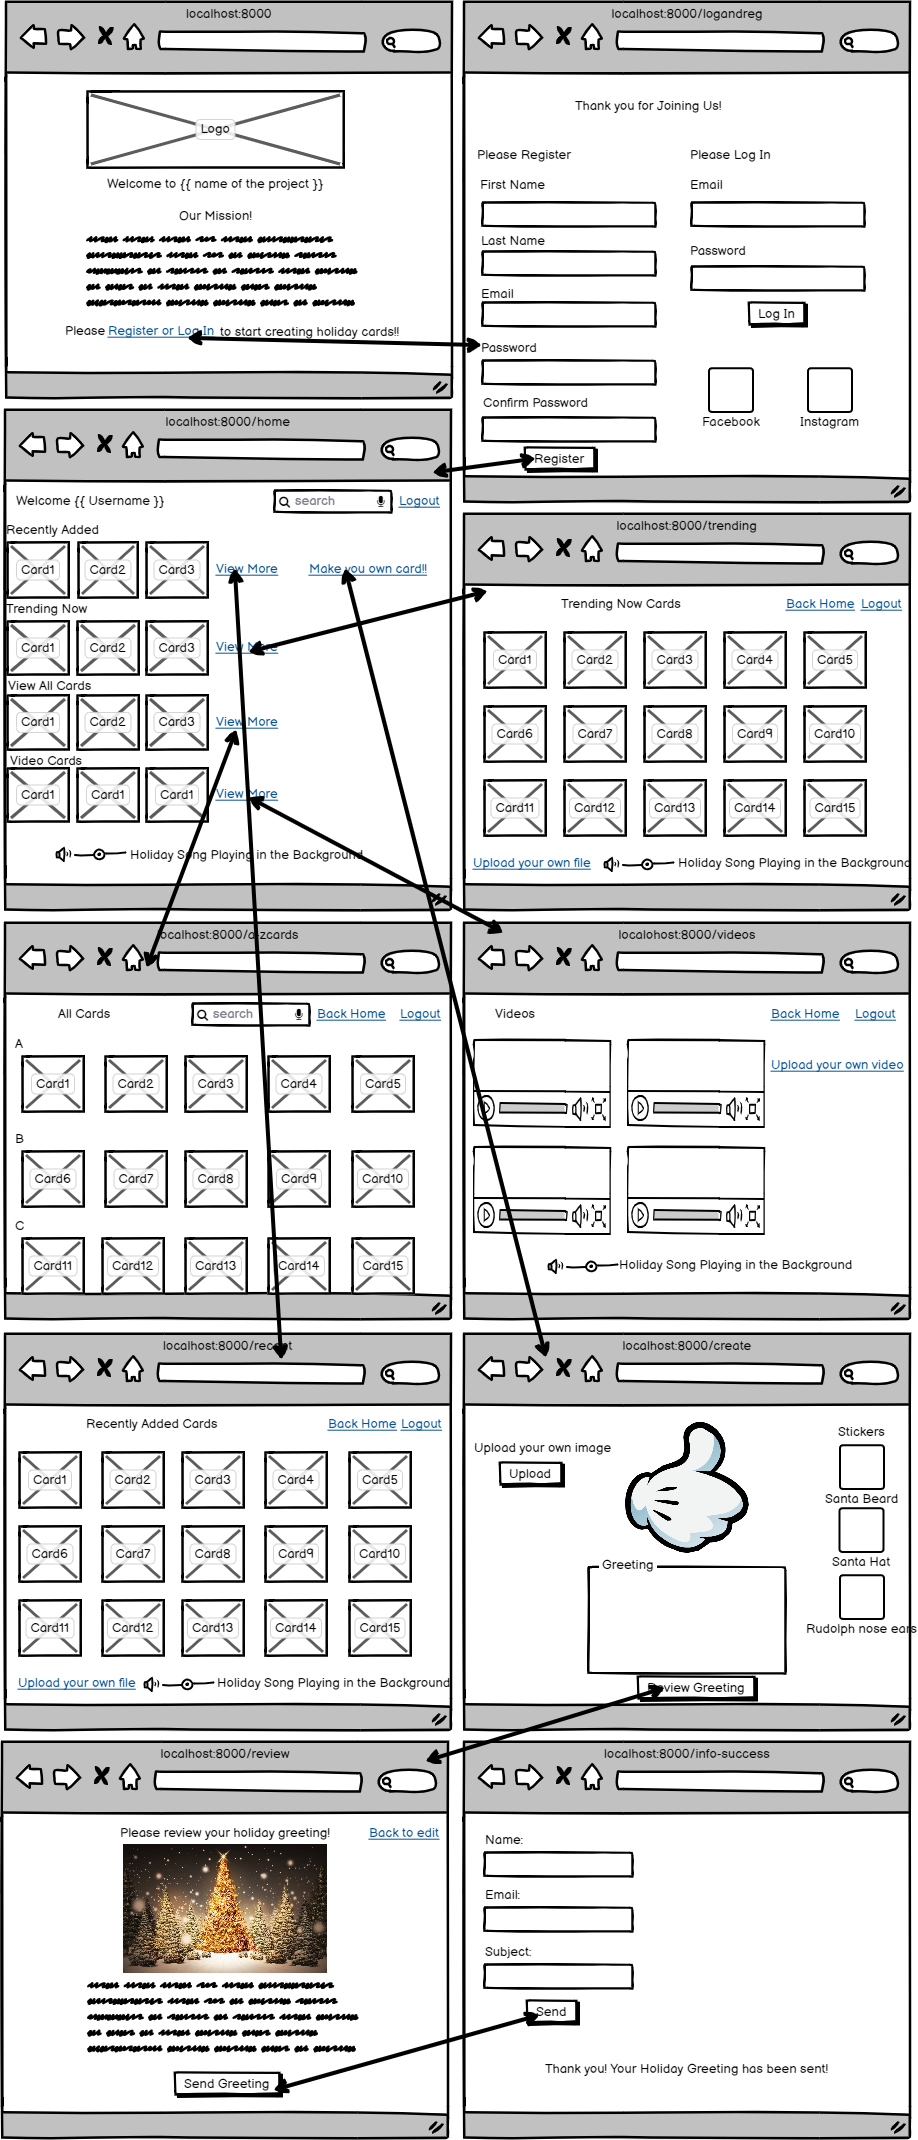 localhost:8000
Logo
Welcome to {{ name of the project }}
Our Mission!
Please Register or Log In to start creating holiday cards!!
localhost:8000/logandreg
Thank you for Joining Us!
Please Register
First Name
Last Name
Email
Password
Confirm Password
Register
Please Log In
Email
Password
Log In
Facebook Instagram
localhost:8000/home
Welcome {{ Username }} search Logout
Recently Added
Card1 Card2 Card3 View More Make you own card!!
Trending Now
Card1 Card2 Card3 View More
View All Cards
Card1 Card2 Card3 View More
Video Cards
Card1 Card1 Card1 View More
Holiday Song Playing in the Background
localhost:8000/trending
Trending Now Cards Back Home Logout
Card1 Card2 Card3 Card4 Card5
Card6 Card7 Card8 Card9 Card10
Card11 Card12 Card13 Card14 Card15
Upload your own file Holiday Song Playing in the Background
localhost:8000/a-zcards
All Cards search Back Home Logout
A
Card1 Card2 Card3 Card4 Card5
B
Card6 Card7 Card8 Card9 Card10
C
Card11 Card12 Card13 Card14 Card15
localohost:8000/videos
Videos Back Home Logout
Upload your own video
Holiday Song Playing in the Background
localhost:8000/recent
Recently Added Cards Back Home Logout
Card1 Card2 Card3 Card4 Card5
Card6 Card7 Card8 Card9 Card10
Card11 Card12 Card13 Card14 Card15
Upload your own file Holiday Song Playing in the Background
localhost:8000/create
Upload your own image
Upload
Stickers
Santa Beard
Santa Hat
Rudolph nose ears
Greeting
Review Greeting
localhost:8000/review
Please review your holiday greeting! Back to edit
Send Greeting
localhost:8000/info-success
Name:
Email:
Subject:
Send
Thank you! Your Holiday Greeting has been sent!